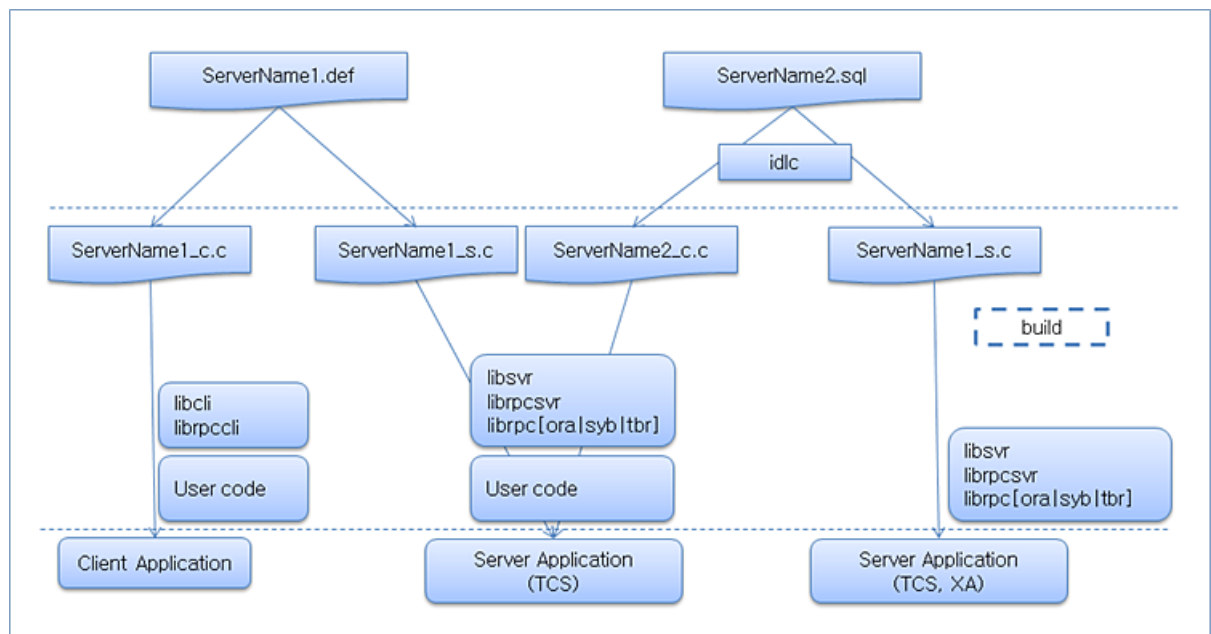 ServerName1.def
ServerName2.sql
idlc
ServerName1_c.c
ServerName1_s.c
ServerName2_c.c
ServerName1_s.c
build
libcli
librpccli
libsvr
librpcsvr
librpc[ora|syb|tbr]
libsvr
librpcsvr
librpc[ora|syb|tbr]
User code
User code
Client Application
Server Application
(TCS)
Server Application
(TCS, XA)